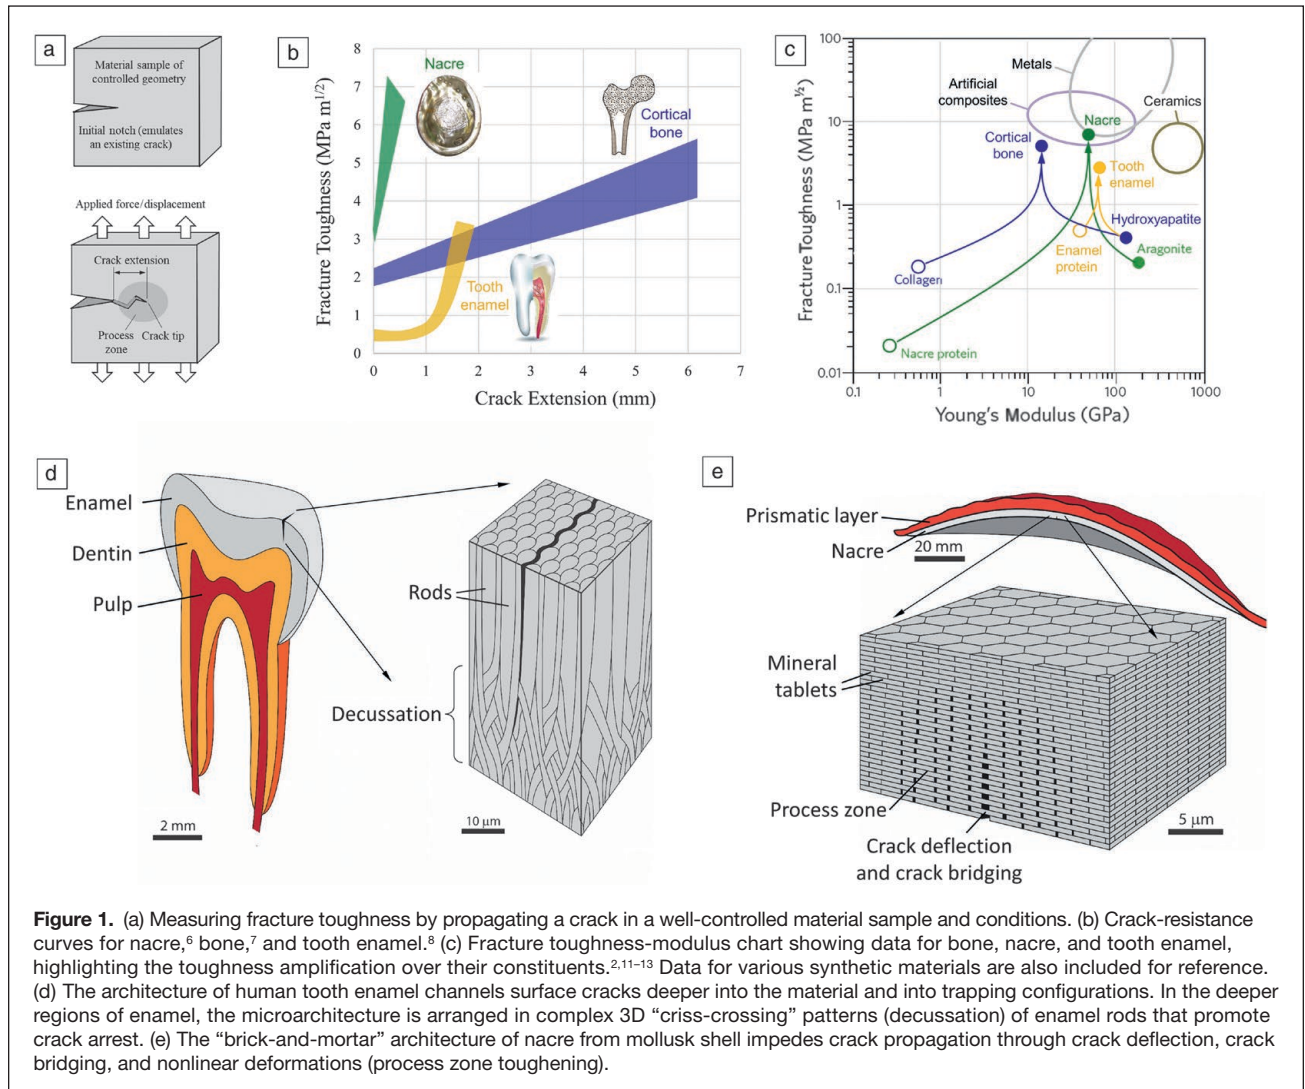 a
Material sample
of controlled
geometry
Initial notch (emulates
an existing crack)
Applied force/displacement
Crack extension
Process
zone
Crack tip
b
8
7
6
5
4
3
2
1
0
Fracture Toughness (MPa m1/2)
Nacre
Cortical
bone
Tooth
enamel
0 1 2 3 4 5 6 7
Crack Extension (mm)
c
100
10
1
0.1
0.01
Fracture Toughness (MPa m½)
Metals
Artificial
composites
Ceramics
Nacre
Cortical
bone
Tooth
enamel
Hydroxyapatite
Enamel
protein
Aragonite
Collagen
Nacre protein
0.1 1 10 100 1000
Young's Modulus (GPa)
d
Enamel
Dentin
Pulp
2 mm
Rods
Decussation
10 µm
e
Prismatic layer
Nacre
20 mm
Mineral
tablets
Process zone
Crack deflection
and crack bridging
5 µm
Figure 1. (a) Measuring fracture toughness by propagating a crack in a well-controlled material sample and conditions. (b) Crack-resistance
curves for nacre,6 bone,7 and tooth enamel.8 (c) Fracture toughness-modulus chart showing data for bone, nacre, and tooth enamel,
highlighting the toughness amplification over their constituents.2,11–13 Data for various synthetic materials are also included for reference.
(d) The architecture of human tooth enamel channels surface cracks deeper into the material and into trapping configurations. In the deeper
regions of enamel, the microarchitecture is arranged in complex 3D “criss-crossing” patterns (decussation) of enamel rods that promote
crack arrest. (e) The “brick-and-mortar” architecture of nacre from mollusk shell impedes crack propagation through crack deflection, crack
bridging, and nonlinear deformations (process zone toughening).